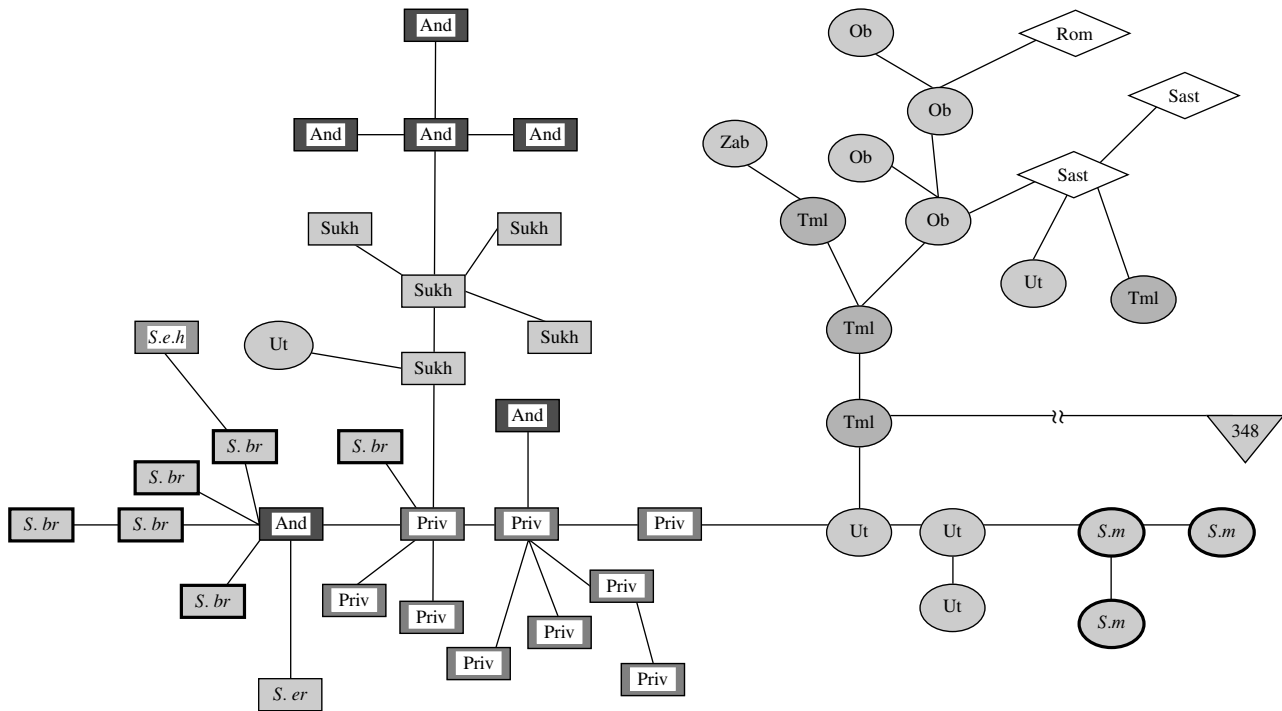 And
Ob
Rom
Sast
Ob
And
And
And
Zab
Ob
Sast
Sukh
Sukh
Tml
Ob
Sukh
Ut
Tml
S.e.h
Ut
Sukh
Tml
Sukh
And
Tml
348
S. br
S. br
S. br
S. br
S. br
And
Priv
Priv
Priv
Ut
Ut
S.m
S.m
S. br
Priv
Priv
Priv
Priv
Ut
S.m
Priv
Priv
S. er